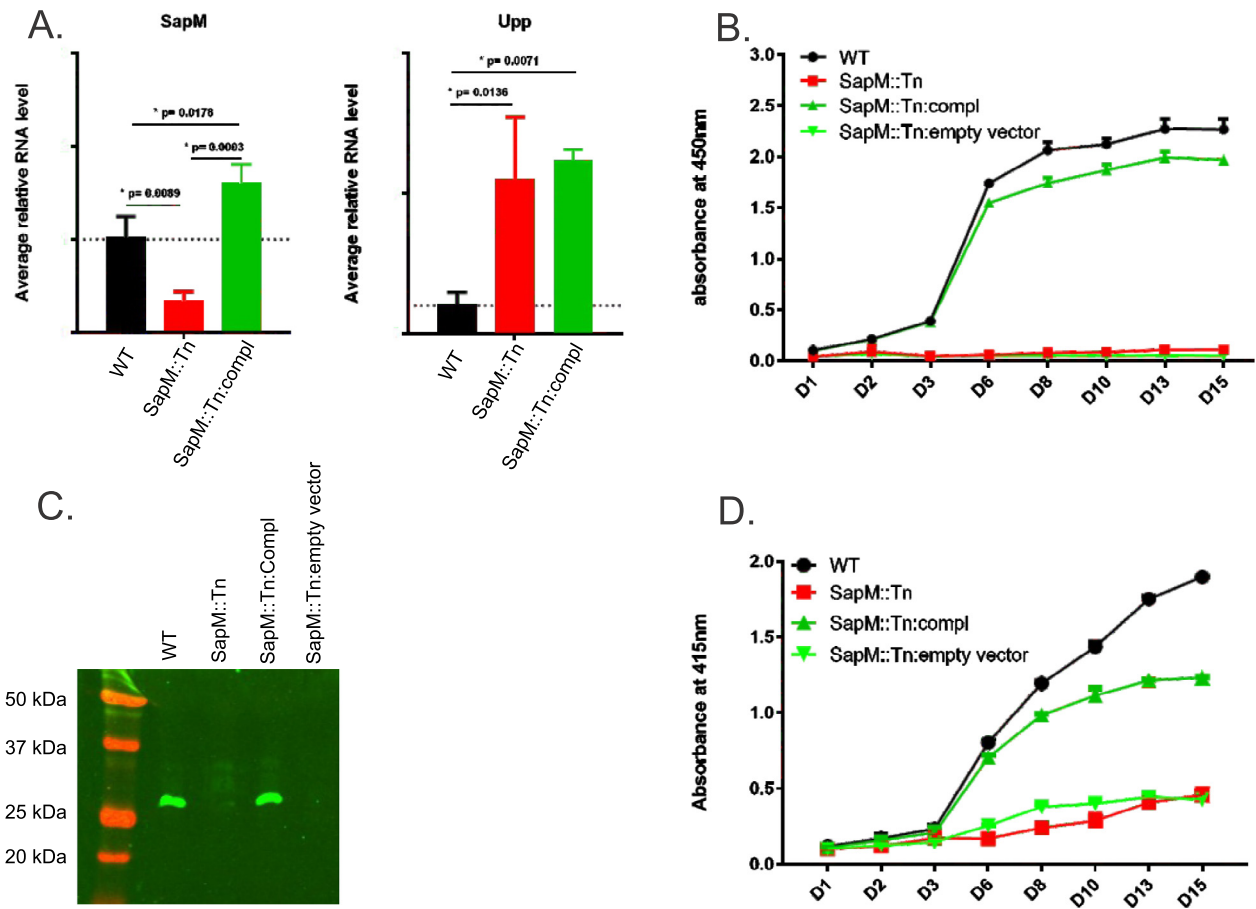 A.
SapM
Average relative RNA level
* p= 0.0178
* p= 0.0003
* p= 0.0089
WT
SapM::Tn
SapM::Tn:compl
Upp
Average relative RNA level
* p= 0.0071
* p= 0.0136
WT
SapM::Tn
SapM::Tn:compl
B.
absorbance at 450nm
3.0
2.5
2.0
1.5
1.0
0.5
0.0
WT
SapM::Tn
SapM::Tn:compl
SapM::Tn:empty vector
D1
D2
D3
D6
D8
D10
D13
D15
C.
WT
SapM::Tn
SapM::Tn:Compl
SapM::Tn:empty vector
50 kDa
37 kDa
25 kDa
20 kDa
D.
Absorbance at 415nm
2.0
1.5
1.0
0.5
0.0
WT
SapM::Tn
SapM::Tn:compl
SapM::Tn:empty vector
D1
D2
D3
D6
D8
D10
D13
D15